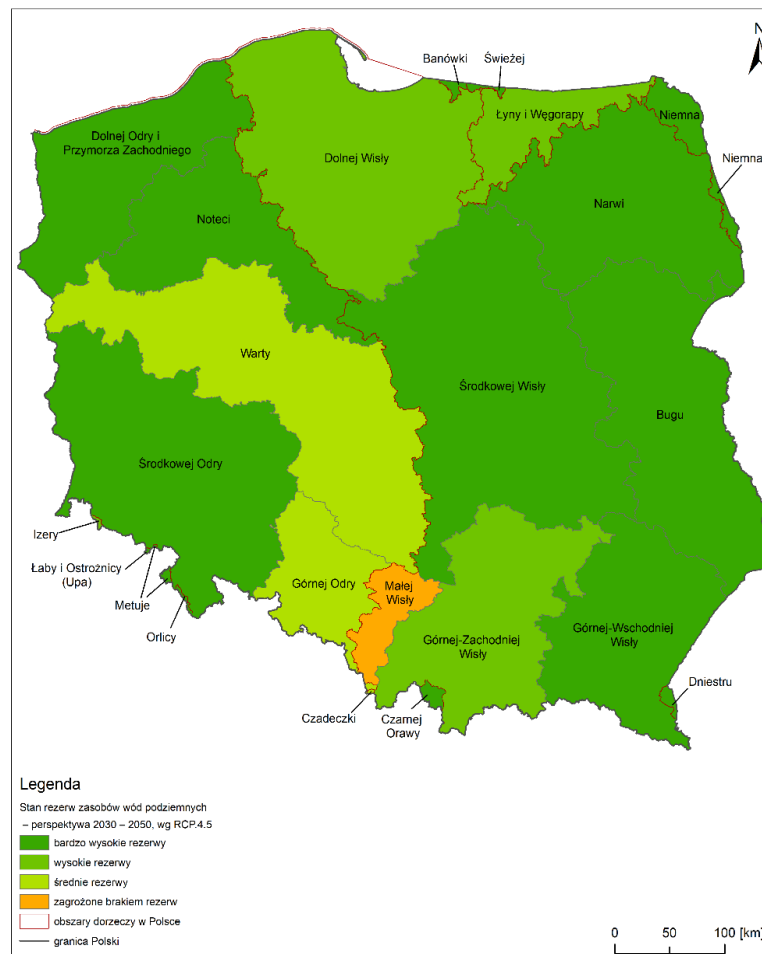 N
Banówki
Świeżej
Łyny i Węgorapy
Niemna
Dolnej Odry i
Przymorza Zachodniego
Dolnej Wisły
Niemna
Narwi
Noteci
Warty
Środkowej Wisły
Bugu
Środkowej Odry
Izery
Łaby i Ostrożnicy
(Upa)
Metuje
Orlicy
Górnej Odry
Małej
Wisły
Górnej-Zachodniej
Wisły
Górnej-Wschodniej
Wisły
Dniestru
Czadeczki
Czarnej
Orawy
Legenda
Stan rezerw zasobów wód podziemnych
– perspektywa 2030 – 2050, wg RCP.4.5
bardzo wysokie rezerwy
wysokie rezerwy
średnie rezerwy
zagrożone brakiem rezerw
obszary dorzeczy w Polsce
granica Polski
0 50 100 [km]